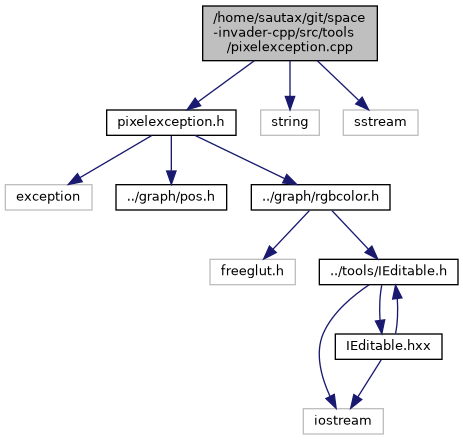 /home/sautax/git/space
-invader-cpp/src/tools
/pixelexception.cpp
pixelexception.h
string
sstream
exception
../graph/pos.h
../graph/rgbcolor.h
freeglut.h
../tools/IEditable.h
IEditable.hxx
iostream